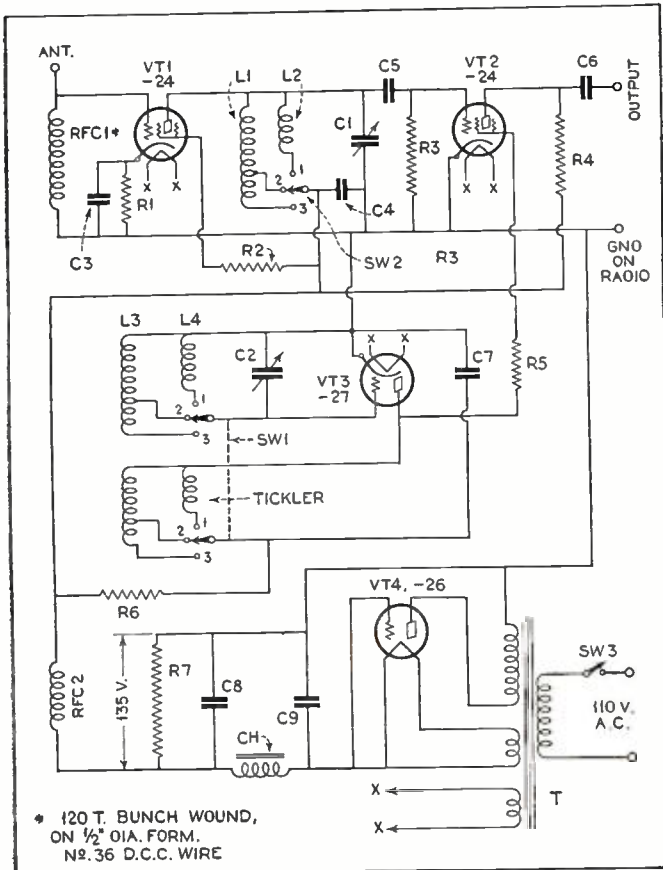 ANT.
VT1
-24
L1
L2
C5
VT2
-24
C6
OUTPUT
RFC1*
C1
R3
R4
X
X
X
X
R1
1
2
3
C4
C3
R2
SW2
R3
GND
ON
RADIO
L3
L4
X
X
C2
C7
R5
VT3
-27
1
2
3
SW1
TICKLER
1
2
3
R6
VT4, -26
SW3
RFC2
135 V.
R7
C8
C9
110 V.
A.C.
CH
X
X
T
* 120 T. BUNCH WOUND,
ON 1/2" DIA. FORM.
Nº. 36 D.C.C. WIRE